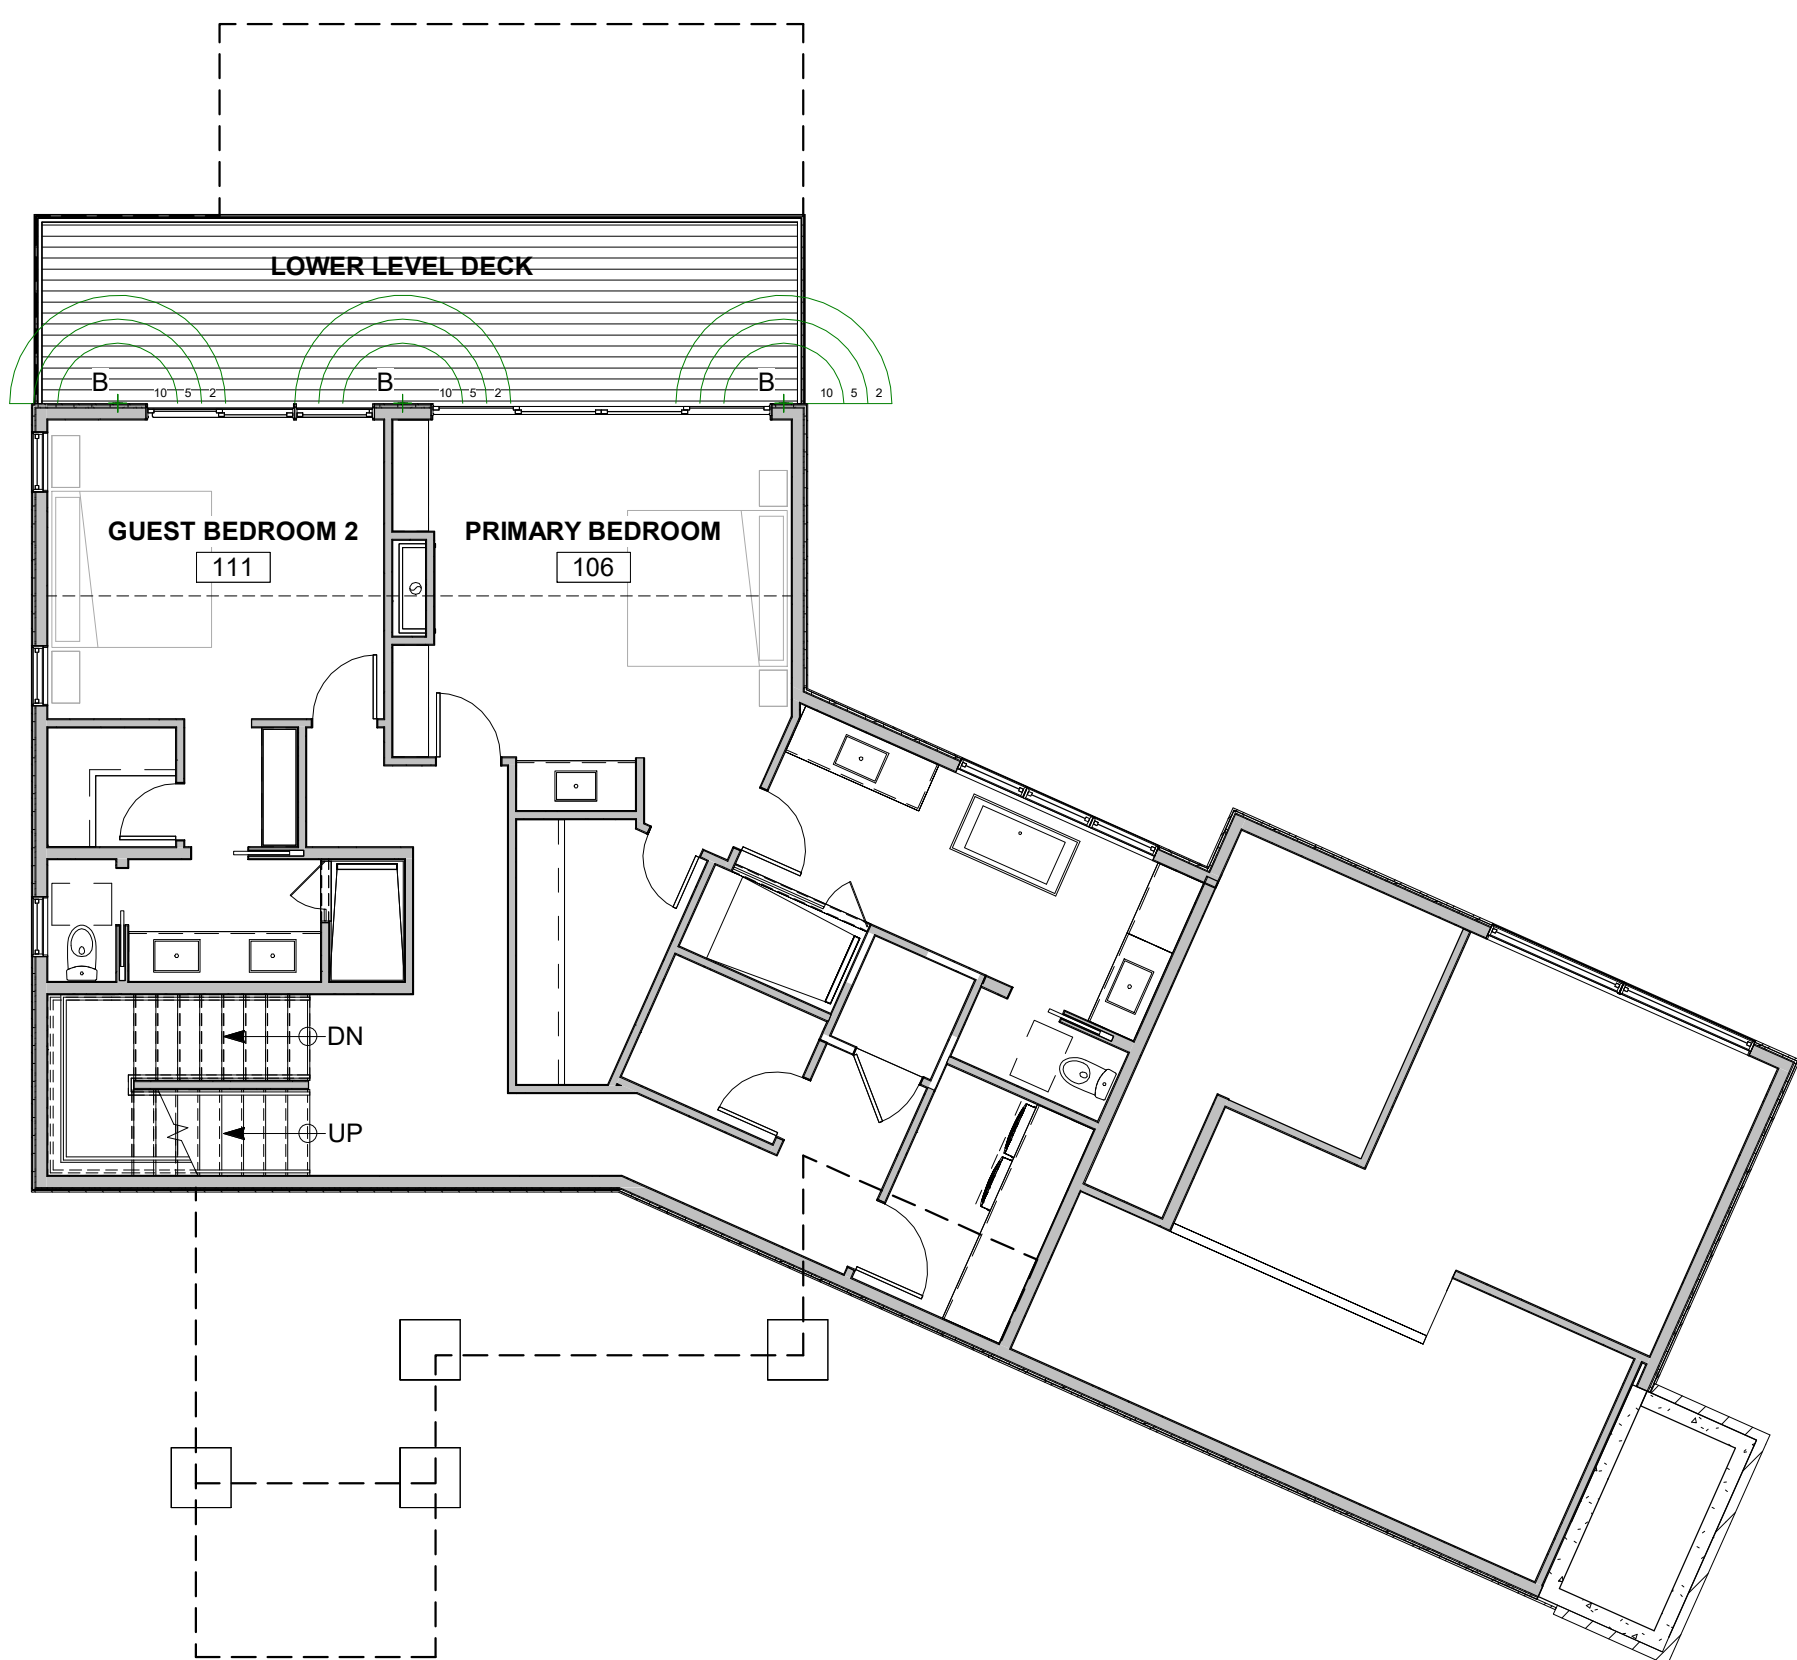 LOWER LEVEL DECK
B 10 5 2 B 10 5 2 B 10 5 2
GUEST BEDROOM 2 PRIMARY BEDROOM
111 106
DN
UP